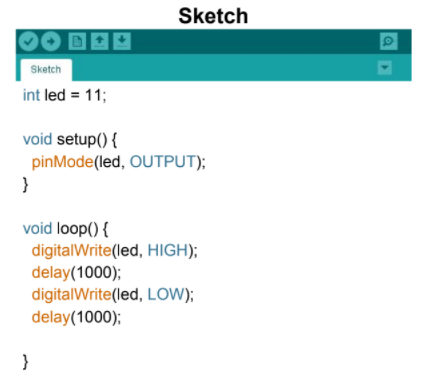 Sketch
Sketch
int led = 11;
void setup() {
pinMode(led, OUTPUT);
}
void loop() {
digitalWrite(led, HIGH);
delay(1000);
digitalWrite(led, LOW);
delay(1000);
}